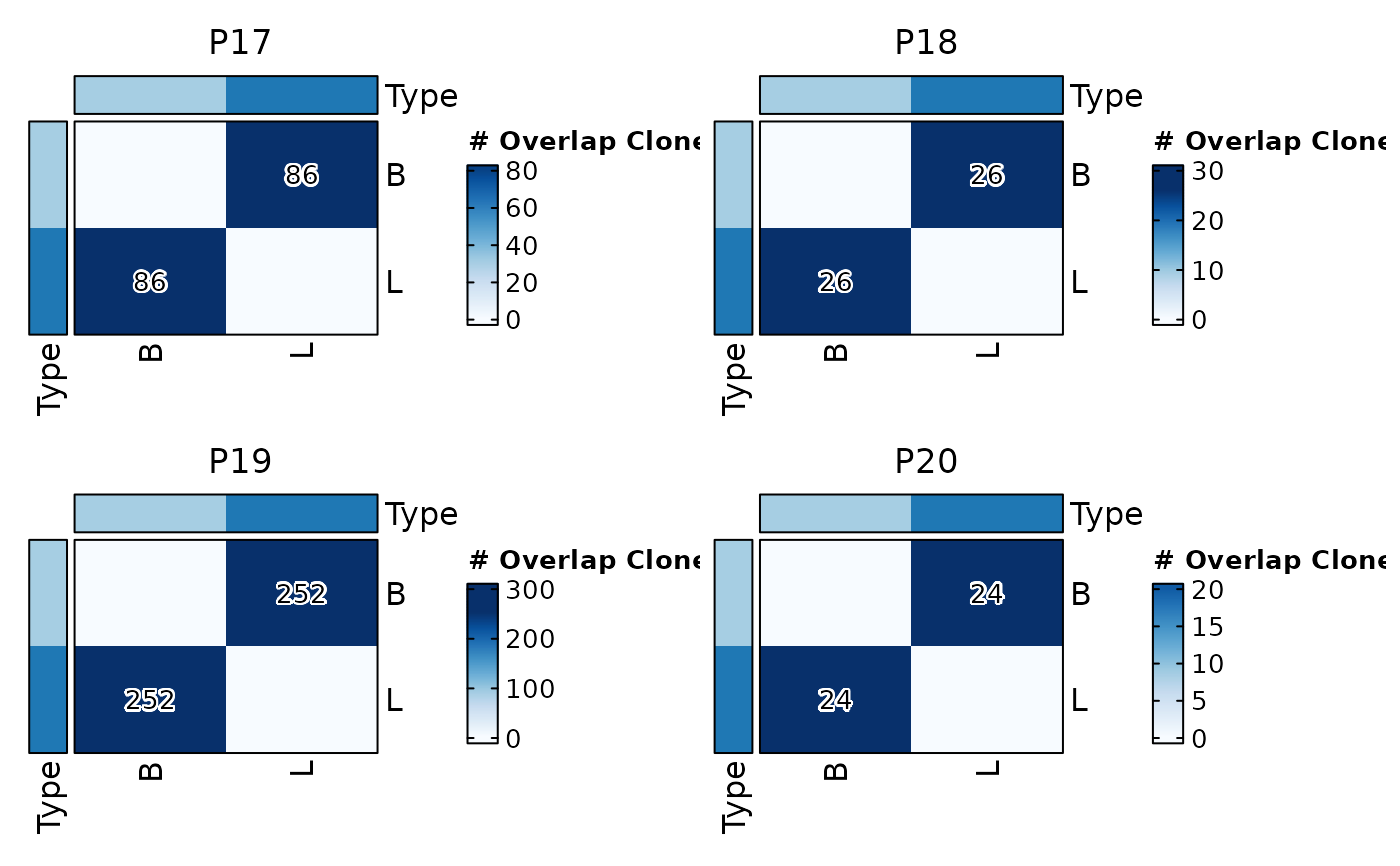 P17
Type
# Overlap Clone
86 B
86 L
80
60
40
20
0
Type B L
P18
Type
# Overlap Clone
26 B
26 L
30
20
10
0
Type B L
P19
Type
# Overlap Clone
252 B
252 L
300
200
100
0
Type B L
P20
Type
# Overlap Clone
24 B
24 L
20
15
10
5
0
Type B L